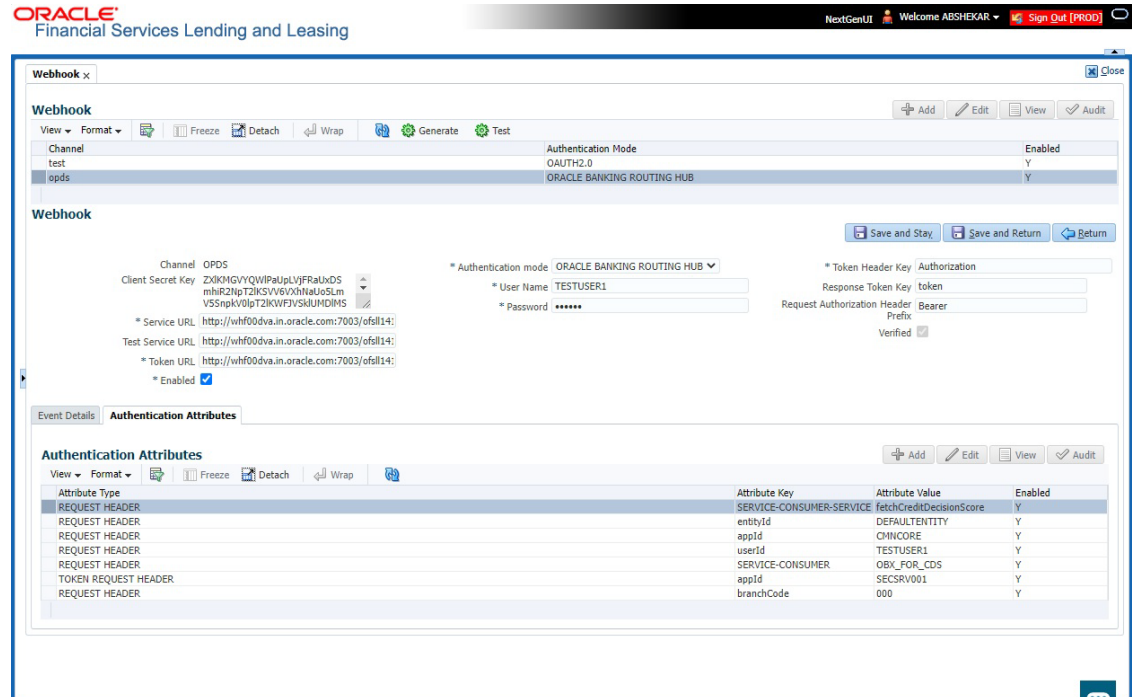 ORACLE
Financial Services Lending and Leasing
NextGenUI Welcome ABSHEKAR Sign Out [PROD]
Webhook x
Close
Webhook
Add Edit View Audit
View Format Freeze Detach Wrap Generate Test
Channel Authentication Mode Enabled
test OAUTH2.0 Y
opds ORACLE BANKING ROUTING HUB Y
Webhook
Save and Stay Save and Return Return
Channel OPDS
Client Secret Key
* Service URL http://whf00dva.in.oracle.com:7003/ofsll14
Test Service URL http://whf00dva.in.oracle.com:7003/ofsll14
* Token URL http://whf00dva.in.oracle.com:7003/ofsll14
* Enabled
* Authentication mode ORACLE BANKING ROUTING HUB
* User Name TESTUSER1
* Password ••••••
* Token Header Key Authorization
Response Token Key token
Request Authorization Header Prefix Bearer
Verified
Event Details Authentication Attributes
Authentication Attributes
Add Edit View Audit
View Format Freeze Detach Wrap
Attribute Type Attribute Key Attribute Value Enabled
REQUEST HEADER SERVICE-CONSUMER-SERVICE fetchCreditDecisionScore Y
REQUEST HEADER entityId DEFAULTENTITY Y
REQUEST HEADER appId CMNCORE Y
REQUEST HEADER userId TESTUSER1 Y
REQUEST HEADER SERVICE-CONSUMER OBX_FOR_CDS Y
TOKEN REQUEST HEADER appId SECSRV001 Y
REQUEST HEADER branchCode 000 Y